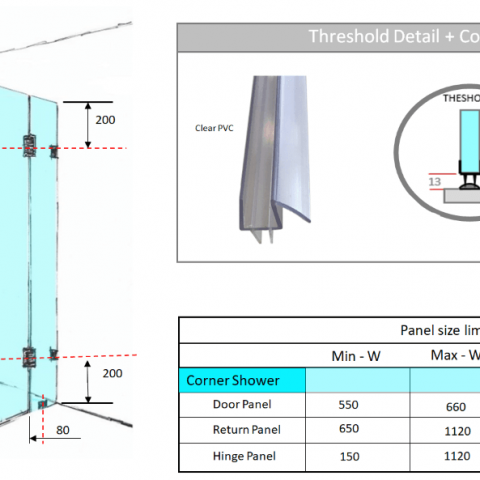 200
200
80
Threshold Detail + Co
Clear PVC
THESHO
13
Panel size lim
Min - W Max - W
Corner Shower
Door Panel 550 660
Return Panel 650 1120
Hinge Panel 150 1120